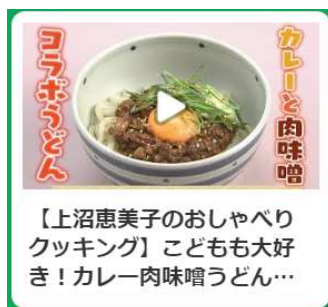 カレーと肉味噌
コラボうどん
【上沼恵美子のおしゃべり
クッキング】こどもも大好
き！カレー肉味噌うどん…